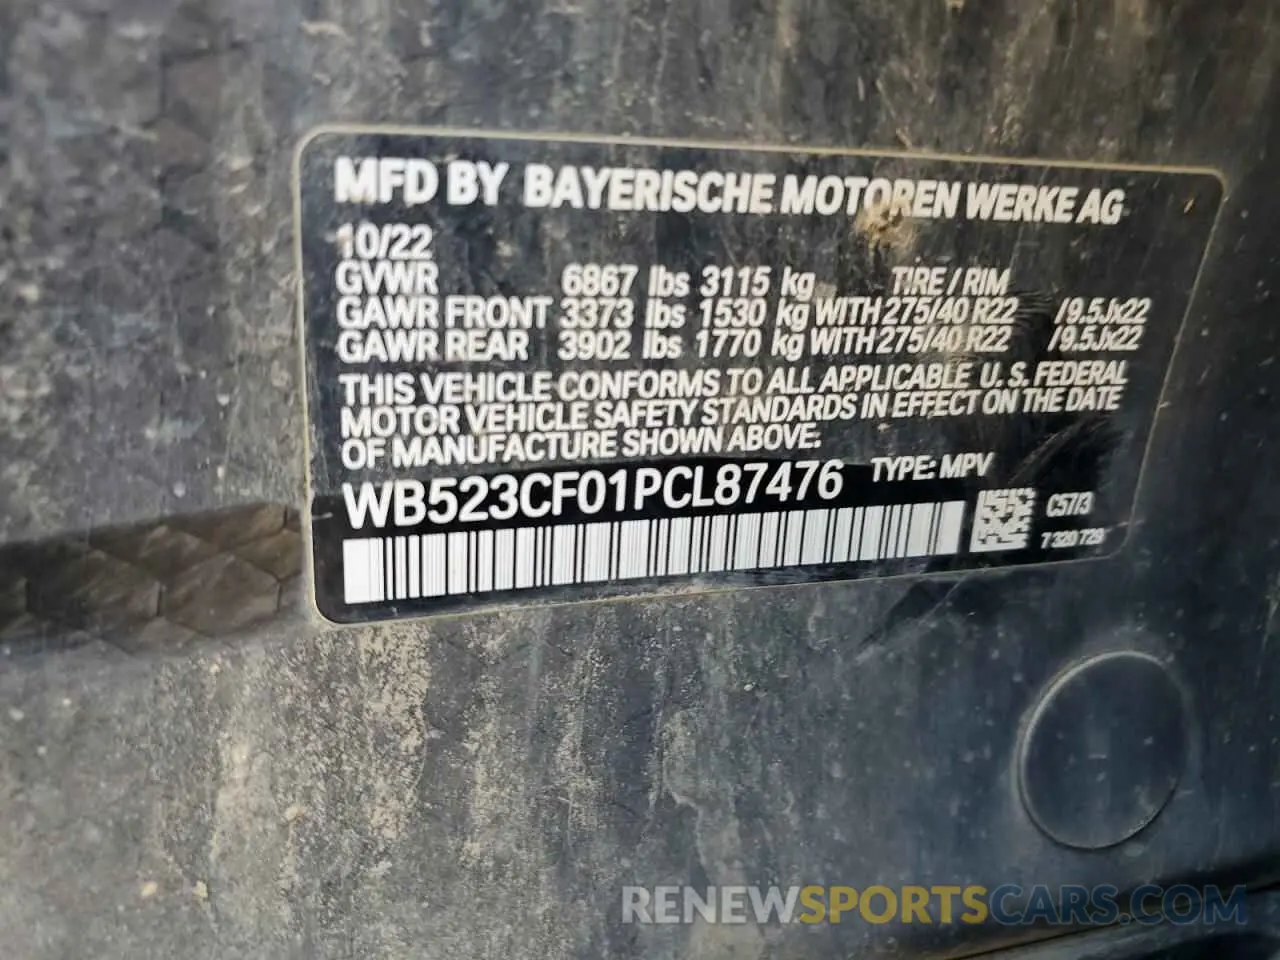 MFD BY BAYERISCHE MOTOREN WERKE AG
10/22
GVWR 6867 lbs 3115 kg TIRE / RIM
GAWR FRONT 3373 lbs 1530 kg WITH 275/40 R22 /9.5Jx22
GAWR REAR 3902 lbs 1770 kg WITH 275/40 R22 /9.5Jx22
THIS VEHICLE CONFORMS TO ALL APPLICABLE U.S. FEDERAL
MOTOR VEHICLE SAFETY STANDARDS IN EFFECT ON THE DATE
OF MANUFACTURE SHOWN ABOVE.
WB523CF01PCL87476 TYPE: MPV
C57/3
7 320 729
RENEWSPORTSCARS.COM